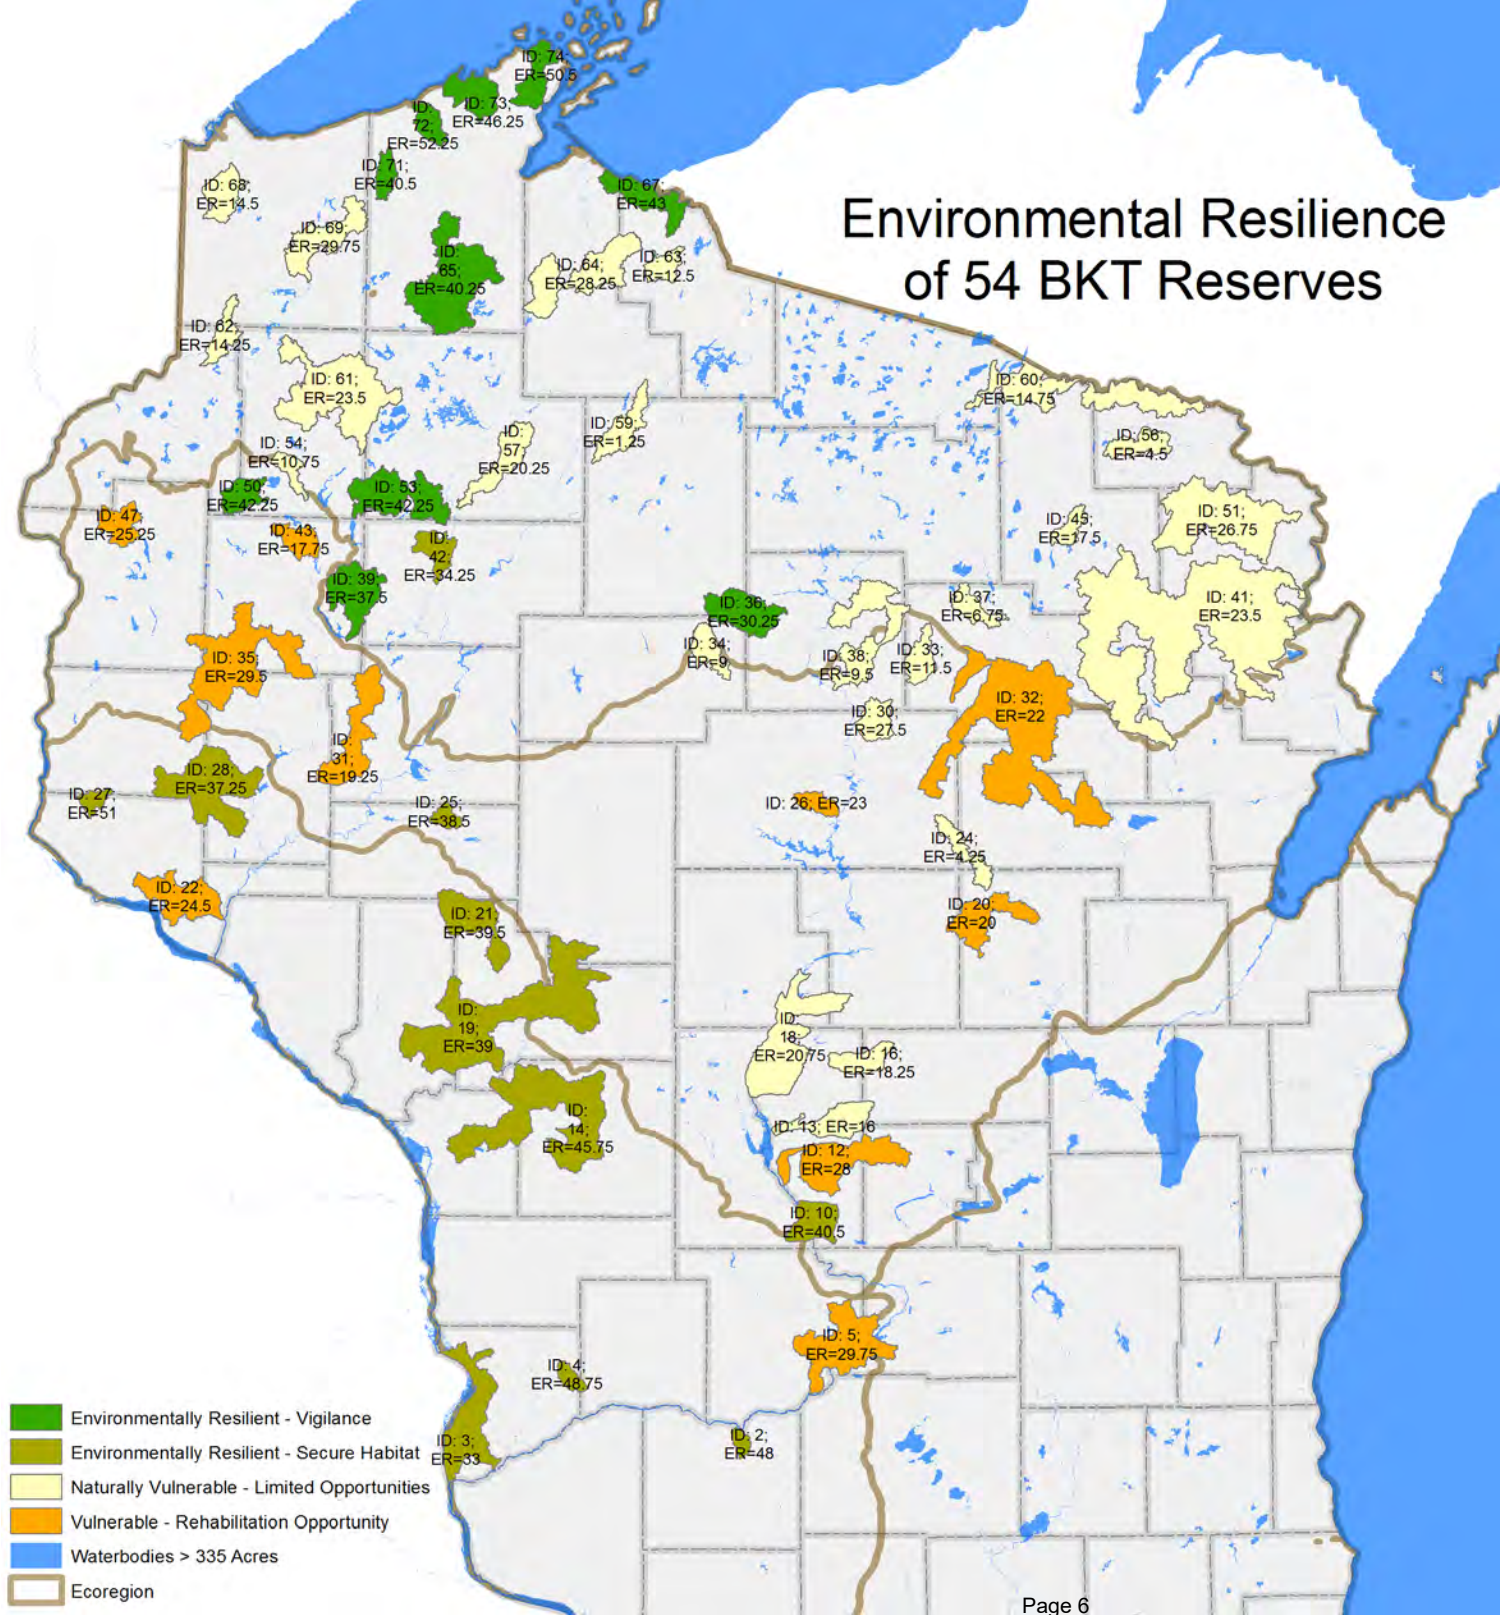 Environmental Resilience
of 54 BKT Reserves
ID: 74;
ER=50.5
ID: 73;
ER=46.25
ID:
72;
ER=52.25
ID: 71;
ER=40.5
ID: 68;
ER=14.5
ID: 67;
ER=43
ID: 69;
ER=29.75
ID:
65;
ER=40.25
ID: 64;
ER=28.25
ID: 63;
ER=12.5
ID: 62;
ER=14.25
ID: 61;
ER=23.5
ID: 60;
ER=14.75
ID: 59;
ER=1.25
ID:
57;
ER=20.25
ID: 56;
ER=4.5
ID: 54;
ER=10.75
ID: 50;
ER=42.25
ID: 53;
ER=42.25
ID: 47;
ER=25.25
ID: 43;
ER=17.75
ID:
42;
ER=34.25
ID: 45;
ER=17.5
ID: 51;
ER=26.75
ID: 39;
ER=37.5
ID: 36;
ER=30.25
ID: 37;
ER=6.75
ID: 41;
ER=23.5
ID: 35;
ER=29.5
ID: 34;
ER=9
ID: 38;
ER=9.5
ID: 33;
ER=11.5
ID: 32;
ER=22
ID: 30;
ER=27.5
ID:
31;
ER=19.25
ID: 28;
ER=37.25
ID: 27;
ER=51
ID: 25;
ER=38.5
ID: 26; ER=23
ID: 24;
ER=4.25
ID: 22;
ER=24.5
ID: 21;
ER=39.5
ID: 20;
ER=20
ID:
19;
ER=39
ID:
18;
ER=20.75
ID: 16;
ER=18.25
ID:
14;
ER=45.75
ID: 13; ER=16
ID: 12;
ER=28
ID: 10;
ER=40.5
ID: 5;
ER=29.75
ID: 4;
ER=48.75
ID: 3;
ER=33
ID: 2;
ER=48
Environmentally Resilient - Vigilance
Environmentally Resilient - Secure Habitat
Naturally Vulnerable - Limited Opportunities
Vulnerable - Rehabilitation Opportunity
Waterbodies > 335 Acres
Ecoregion
Page 6